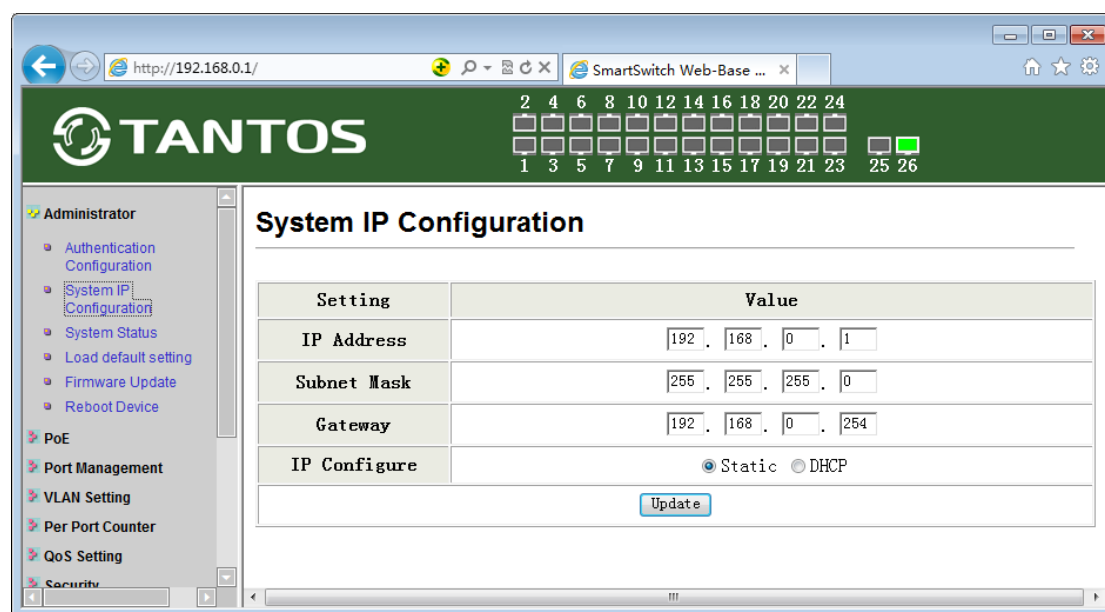 http://192.168.0.1/
SmartSwitch Web-Base ...
TANTOS
2 4 6 8 10 12 14 16 18 20 22 24
1 3 5 7 9 11 13 15 17 19 21 23 25 26
Administrator
Authentication
Configuration
System IP
Configuration
System Status
Load default setting
Firmware Update
Reboot Device
PoE
Port Management
VLAN Setting
Per Port Counter
QoS Setting
Security
System IP Configuration
Setting Value
IP Address 192 . 168 . 0 . 1
Subnet Mask 255 . 255 . 255 . 0
Gateway 192 . 168 . 0 . 254
IP Configure Static DHCP
Update